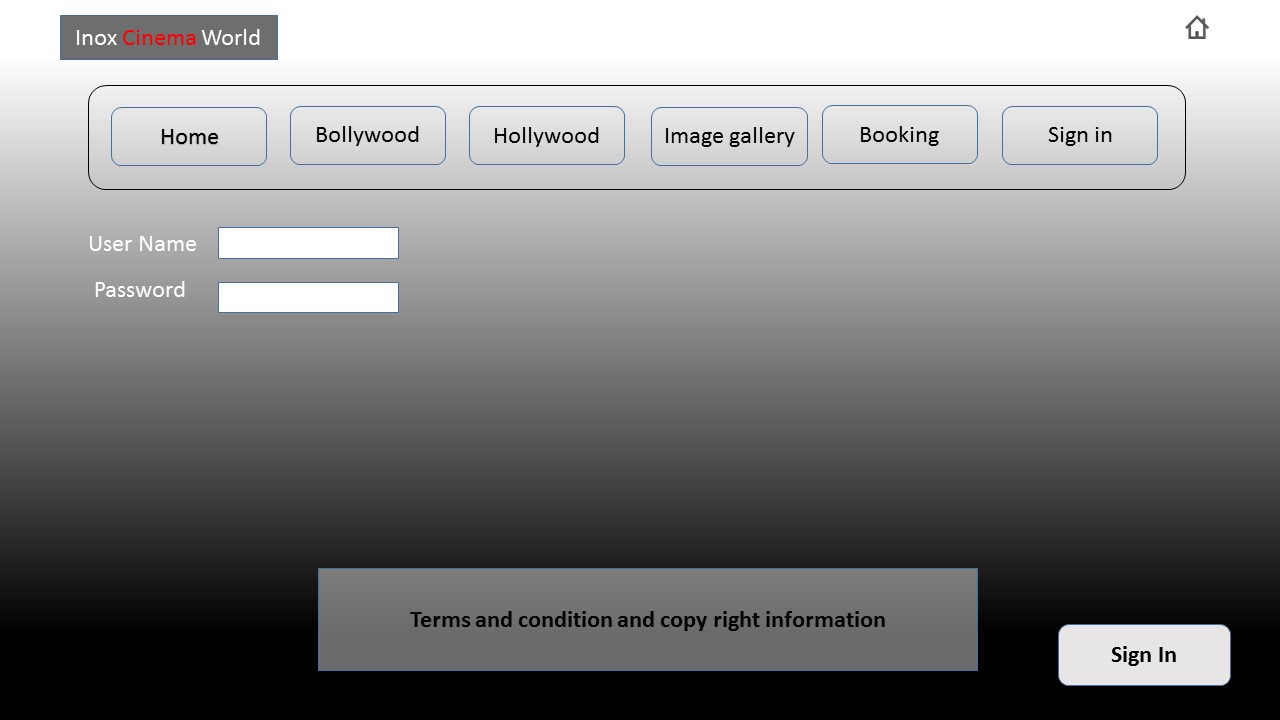 Inox Cinema World
Home Bollywood Hollywood Image gallery Booking Sign in
User Name
Password
Terms and condition and copy right information
Sign In